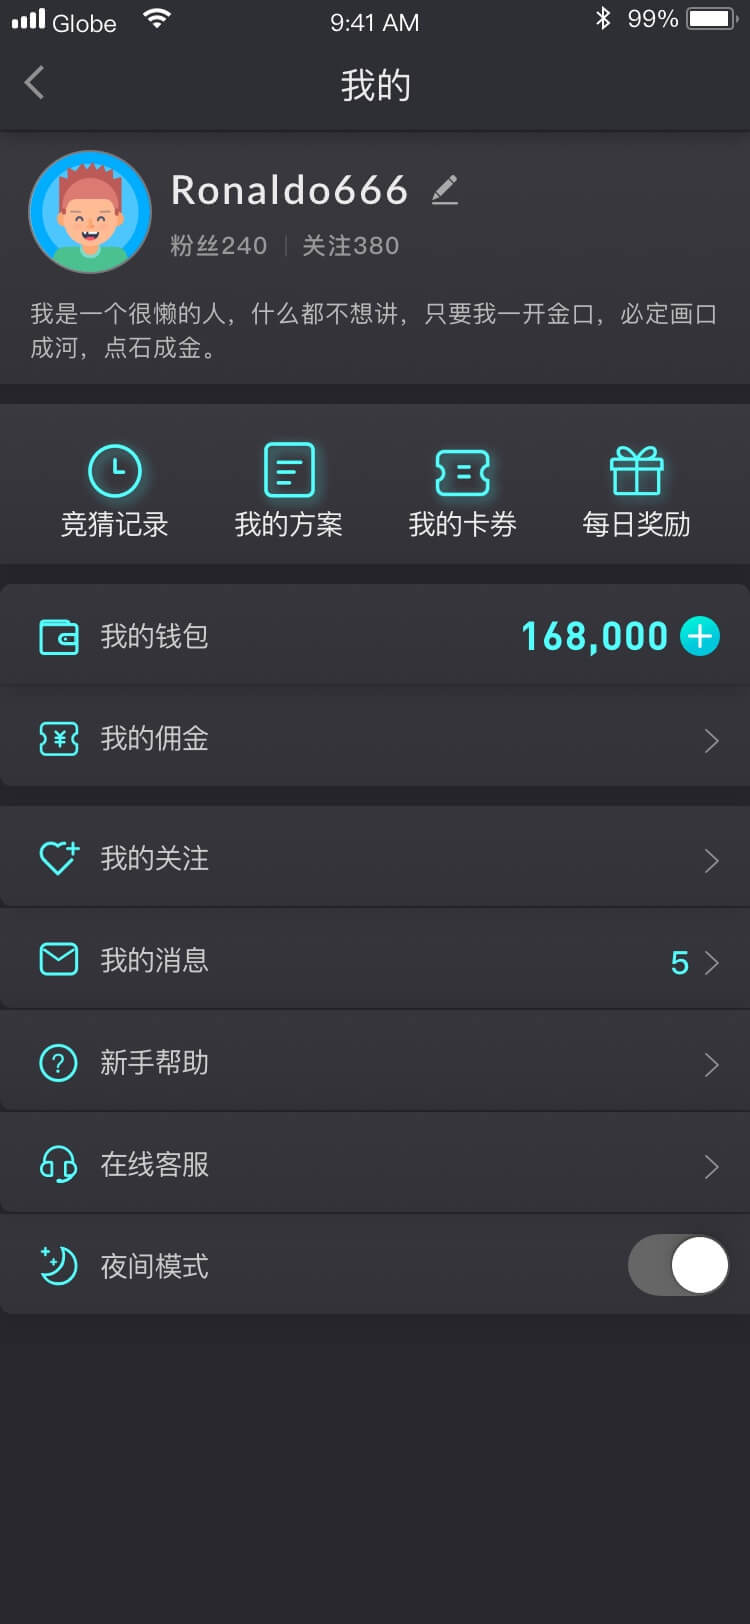 Globe 9:41 AM 99%
我的
Ronaldo666
粉丝240 | 关注380
我是一个很懒的人，什么都不想讲，只要我一开金口，必定画口
成河，点石成金。
竞猜记录 我的方案 我的卡券 每日奖励
我的钱包 168,000
我的佣金
我的关注
我的消息 5
新手帮助
在线客服
夜间模式